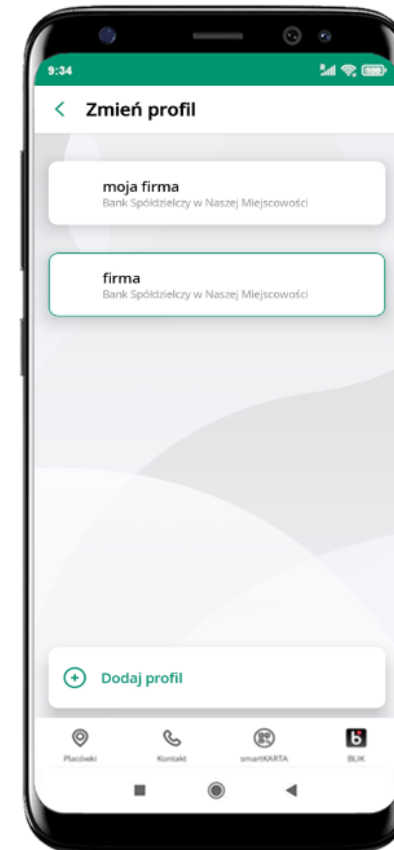 9:34
Zmień profil
moja firma
Bank Spółdzielczy w Naszej Miejscowości
firma
Bank Spółdzielczy w Naszej Miejscowości
Dodaj profil
Placówki Kontakt smartKARTA BLIK